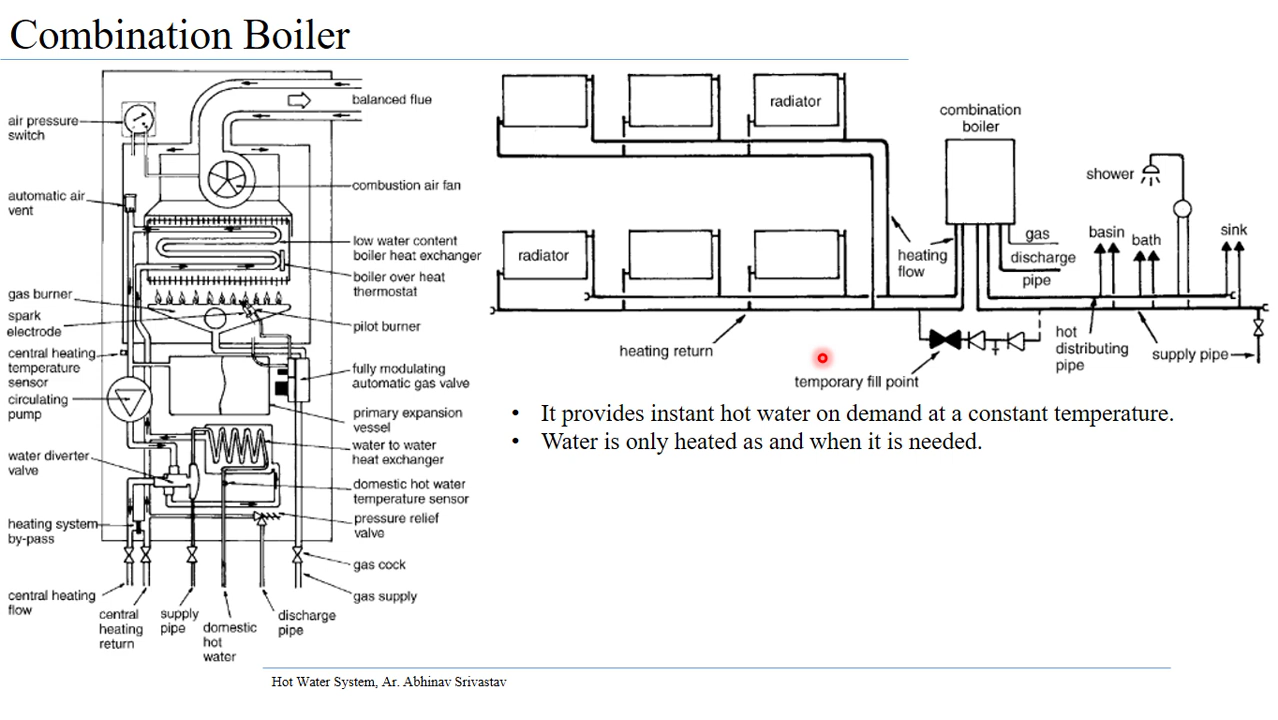 Combination Boiler
air pressure
switch
automatic air
vent
gas burner
spark
electrode
central heating
temperature
sensor
circulating
pump
water diverter
valve
heating system
by-pass
central heating
flow
central
heating
return
supply
pipe
domestic
hot
water
discharge
pipe
balanced flue
combustion air fan
low water content
boiler heat exchanger
boiler over heat
thermostat
pilot burner
fully modulating
automatic gas valve
primary expansion
vessel
water to water
heat exchanger
domestic hot water
temperature sensor
pressure relief
valve
gas cock
gas supply
radiator
radiator
combination
boiler
shower
basin
bath
sink
gas
discharge
pipe
heating
flow
heating return
temporary fill point
hot
distributing
pipe
supply pipe
• It provides instant hot water on demand at a constant temperature.
• Water is only heated as and when it is needed.
Hot Water System, Ar. Abhinav Srivastav